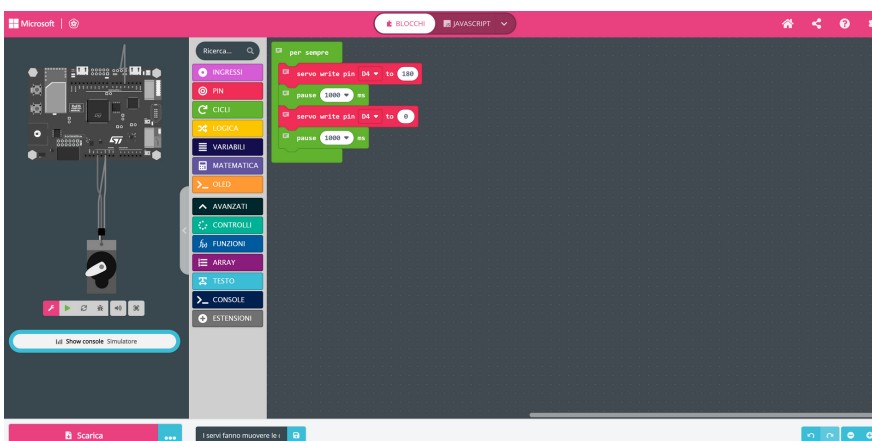 Microsoft
BLOCCHI
JAVASCRIPT
Ricerca...
INGRESSI
PIN
CICLI
LOGICA
VARIABILI
MATEMATICA
OLED
AVANZATI
CONTROLLI
FUNZIONI
ARRAY
TESTO
CONSOLE
ESTENSIONI
per sempre
servo write pin D4 to 180
pause 1000 ms
servo write pin D4 to 0
pause 1000 ms
Show console Simulatore
Scarica
I servi fanno muovere le